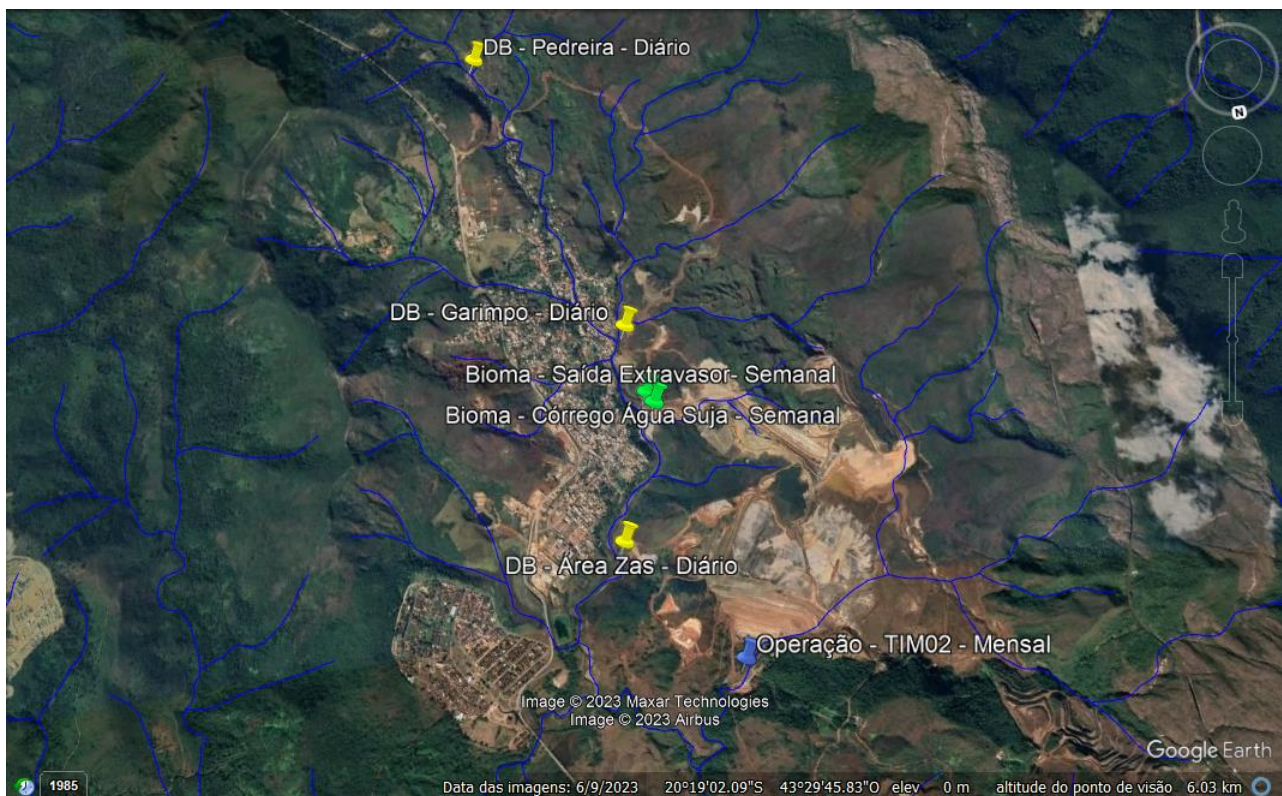 DB - Pedreira - Diário
N
DB - Garimpo - Diário
Bioma - Saída Extravasor- Semanal
Bioma - Córrego Água Suja - Semanal
DB - Área Zas - Diário
Operação - TIM02 - Mensal
Image © 2023 Maxar Technologies
Image © 2023 Airbus
Google Earth
1985
Data das imagens: 6/9/2023 20°19'02.09"S 43°29'45.83"O elev 0 m altitude do ponto de visão 6.03 km